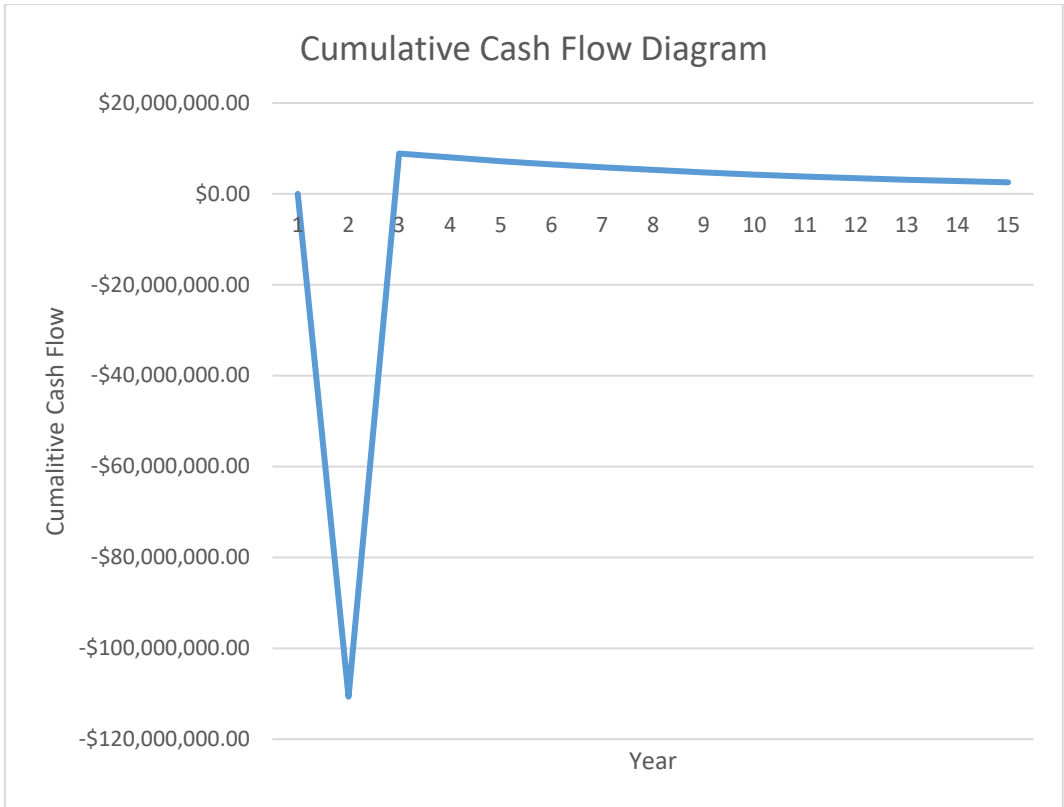 Cumulative Cash Flow Diagram
$20,000,000.00
$0.00
1 2 3 4 5 6 7 8 9 10 11 12 13 14 15
-$20,000,000.00
-$40,000,000.00
-$60,000,000.00
-$80,000,000.00
-$100,000,000.00
-$120,000,000.00
Cumalitive Cash Flow
Year